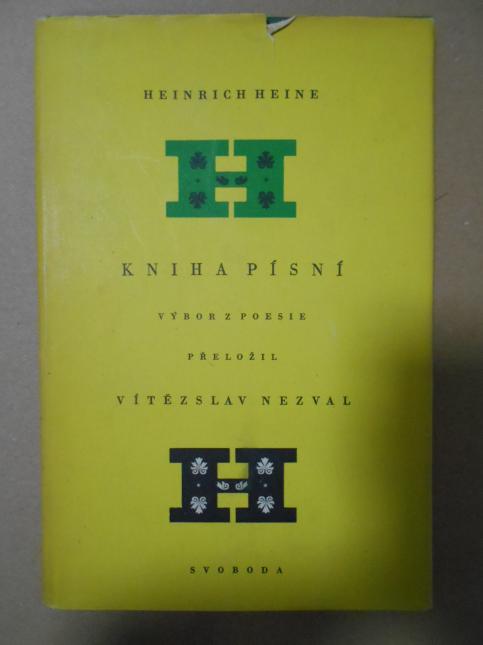 HEINRICH HEINE
H
KNIHA PÍSNÍ
VÝBOR Z POESIE
PŘELOŽIL
VÍTĚZSLAV NEZVAL
H
SVOBODA